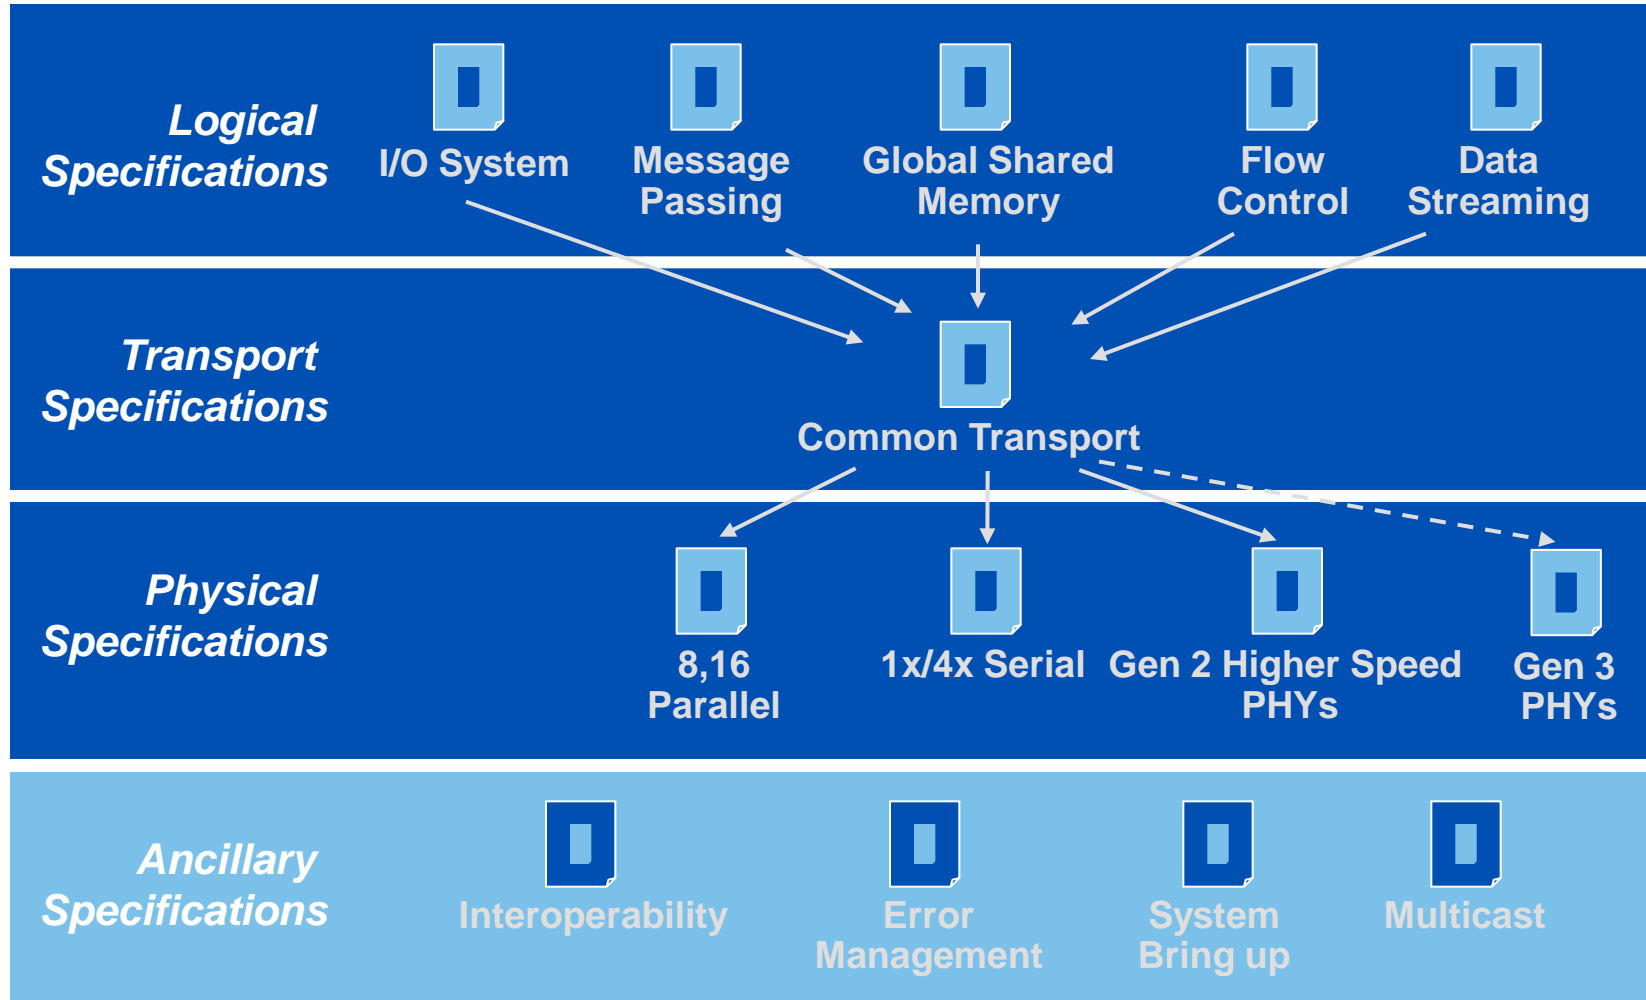 Logical
Specifications
I/O System
Message
Passing
Global Shared
Memory
Flow
Control
Data
Streaming
Transport
Specifications
Common Transport
Physical
Specifications
8,16
Parallel
1x/4x Serial
Gen 2 Higher Speed
PHYs
Gen 3
PHYs
Ancillary
Specifications
Interoperability
Error
Management
System
Bring up
Multicast